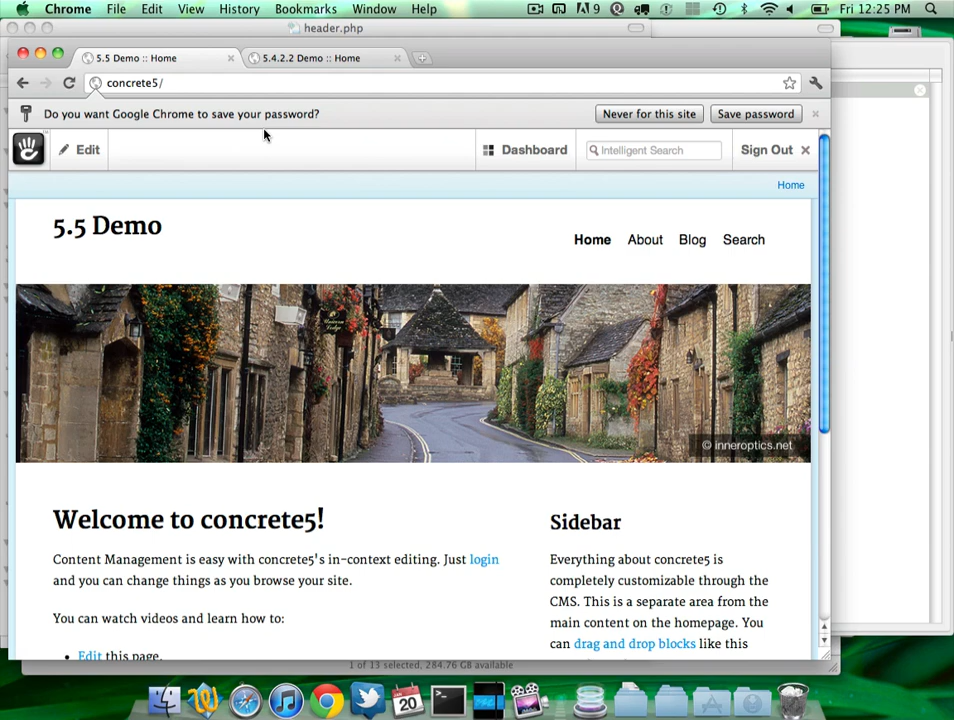 Chrome File Edit View History Bookmarks Window Help 9 Fri 12:25 PM
header.php
5.5 Demo :: Home 5.4.2.2 Demo :: Home
concrete5/
Do you want Google Chrome to save your password? Never for this site Save password
Edit Dashboard Intelligent Search Sign Out
Home
5.5 Demo
Home About Blog Search
© inneroptics.net
Welcome to concrete5!
Content Management is easy with concrete5's in-context editing. Just login
and you can change things as you browse your site.
You can watch videos and learn how to:
• Edit this page.
Sidebar
Everything about concrete5 is
completely customizable through the
CMS. This is a separate area from the
main content on the homepage. You
can drag and drop blocks like this
1 of 13 selected, 284.76 GB available
20